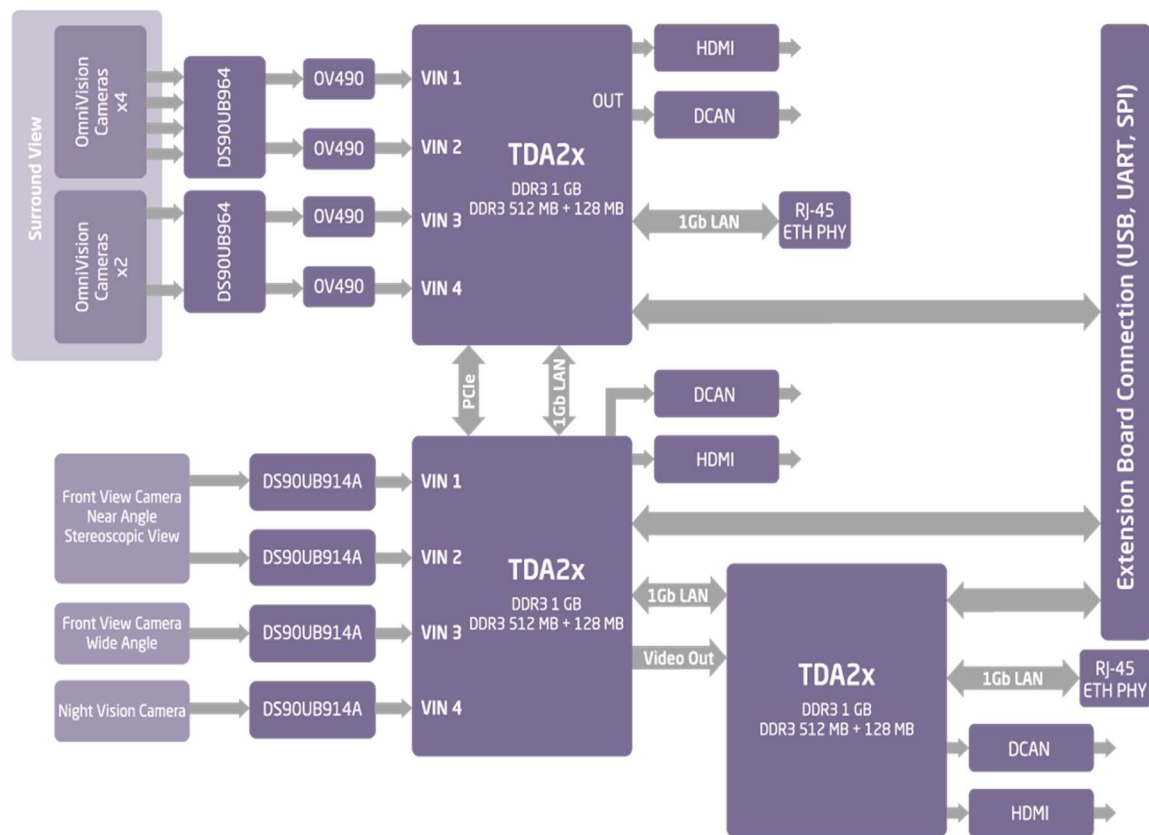 Surround View
OmniVision
Cameras
x4
DS90UB964
OV490
OV490
VIN 1
VIN 2
OmniVision
Cameras
x2
DS90UB964
OV490
OV490
VIN 3
VIN 4
OUT
TDA2x
DDR3 1 GB
DDR3 512 MB + 128 MB
HDMI
DCAN
1Gb LAN
RJ-45
ETH PHY
Extension Board Connection (USB, UART, SPI)
PCIe
1Gb LAN
DCAN
HDMI
Front View Camera
Near Angle
Stereoscopic View
DS90UB914A
VIN 1
DS90UB914A
VIN 2
Front View Camera
Wide Angle
DS90UB914A
VIN 3
Night Vision Camera
DS90UB914A
VIN 4
TDA2x
DDR3 1 GB
DDR3 512 MB + 128 MB
1Gb LAN
Video Out
TDA2x
DDR3 1 GB
DDR3 512 MB + 128 MB
1Gb LAN
RJ-45
ETH PHY
DCAN
HDMI